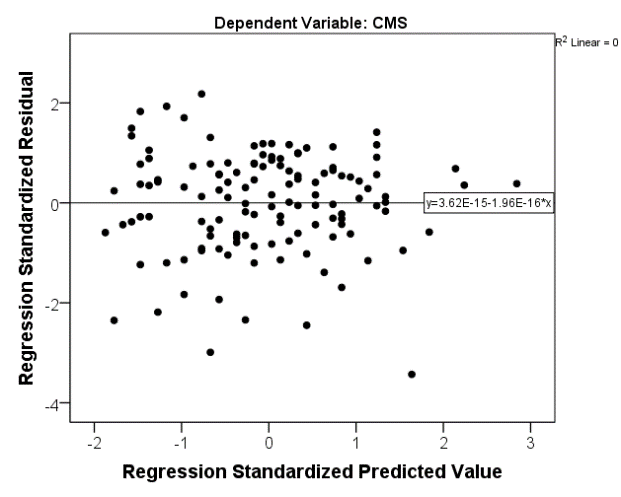 Dependent Variable: CMS
R2 Linear = 0
Regression Standardized Residual
2
0
-2
-4
y=3.62E-15-1.96E-16*x
-2 -1 0 1 2 3
Regression Standardized Predicted Value